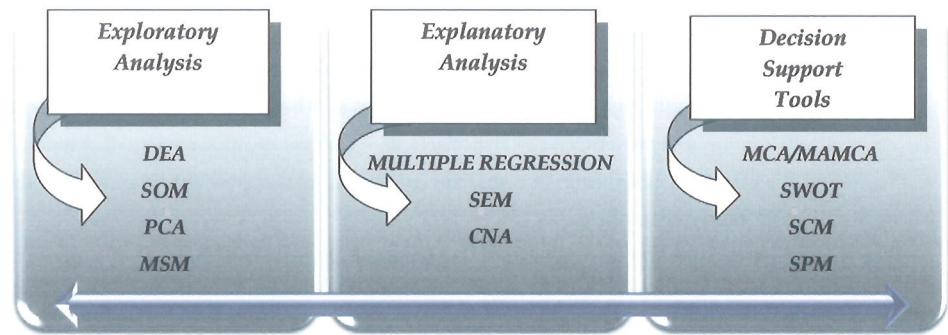 Exploratory
Analysis
DEA
SOM
PCA
MSM
Explanatory
Analysis
MULTIPLE REGRESSION
SEM
CNA
Decision
Support
Tools
MCA/MAMCA
SWOT
SCM
SPM